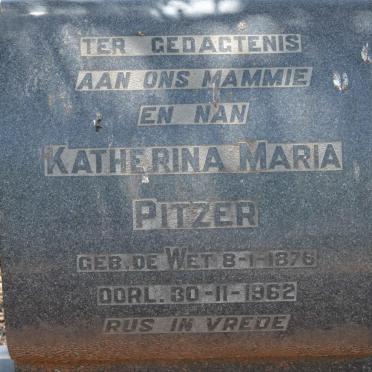 TER GEDAGTENIS
AAN ONS MAMMIE
EN NAN
KATHERINA MARIA
PITZER
GEB. DE WET 8-1-1876
OORL. 30-11-1962
RUS IN VREDE